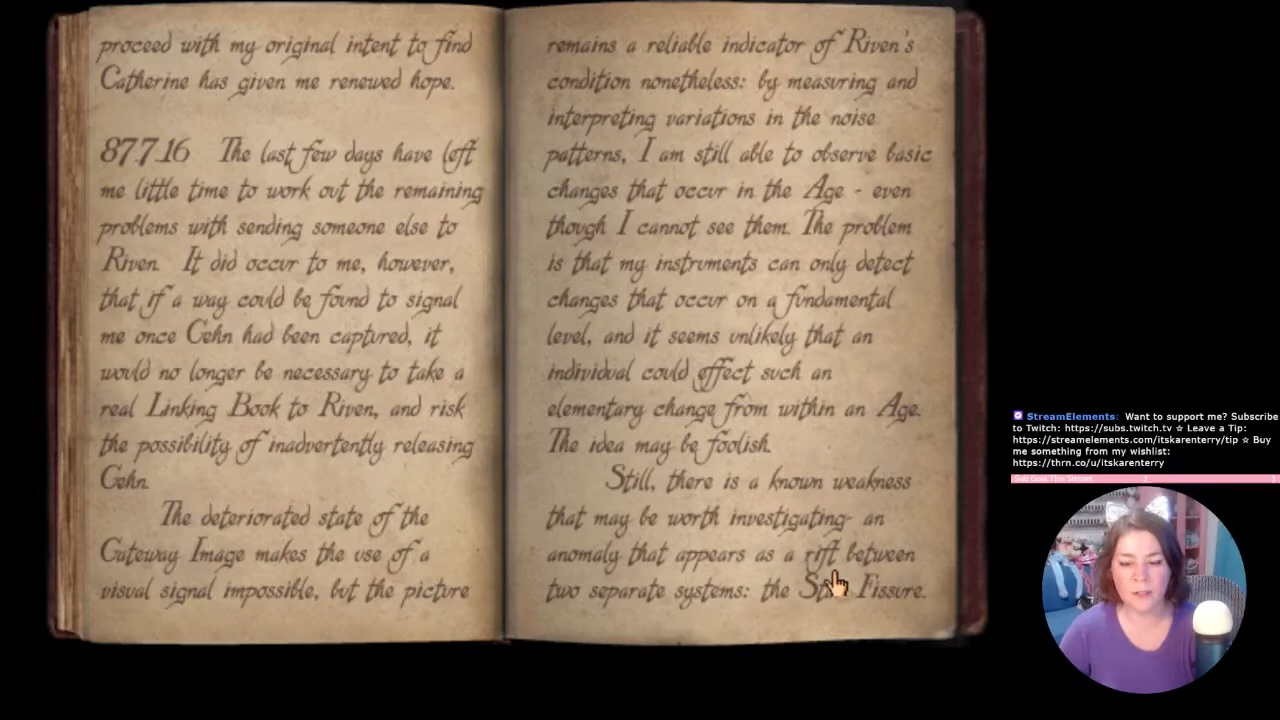 proceed with my original intent to find
Catherine has given me renewed hope.
87.7.16 The last few days have left
me little time to work out the remaining
problems with sending someone else to
Riven. It did occur to me, however,
that if a way could be found to signal
me once Gehn had been captured, it
would no longer be necessary to take a
real Linking Book to Riven, and risk
the possibility of inadvertently releasing
Gehn.
The deteriorated state of the
Gateway Image makes the use of a
visual signal impossible, but the picture
remains a reliable indicator of Riven's
condition nonetheless: by measuring and
interpreting variations in the noise
patterns, I am still able to observe basic
changes that occur in the Age - even
though I cannot see them. The problem
is that my instruments can only detect
changes that occur on a fundamental
level, and it seems unlikely that an
individual could effect such an
elementary change from within an Age.
The idea may be foolish.
Still, there is a known weakness
that may be worth investigating- an
anomaly that appears as a rift between
two separate systems: the Fissure.
StreamElements: Want to support me? Subscribe
to Twitch: https://subs.twitch.tv ☆ Leave a Tip:
https://streamelements.com/itskarenterry/tip ☆ Buy
me something from my wishlist:
https://thrn.co/u/itskarenterry
Sub Goal This Stream